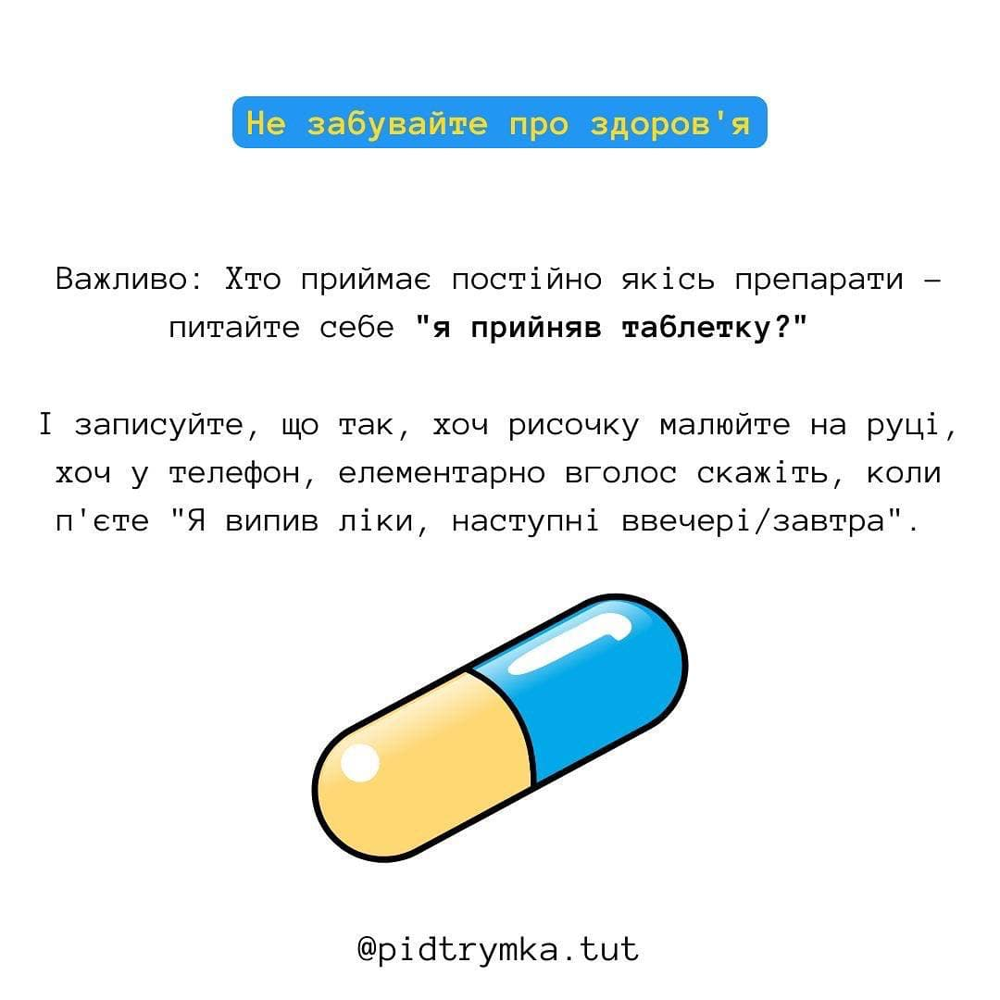 Не забувайте про здоров'я
Важливо: Хто приймає постійно якісь препарати –
питайте себе "я прийняв таблетку?"
І записуйте, що так, хоч рисочку малюйте на руці,
хоч у телефон, елементарно вголос скажіть, коли
п'єте "Я випив ліки, наступні ввечері/завтра".
@pidtrymka.tut